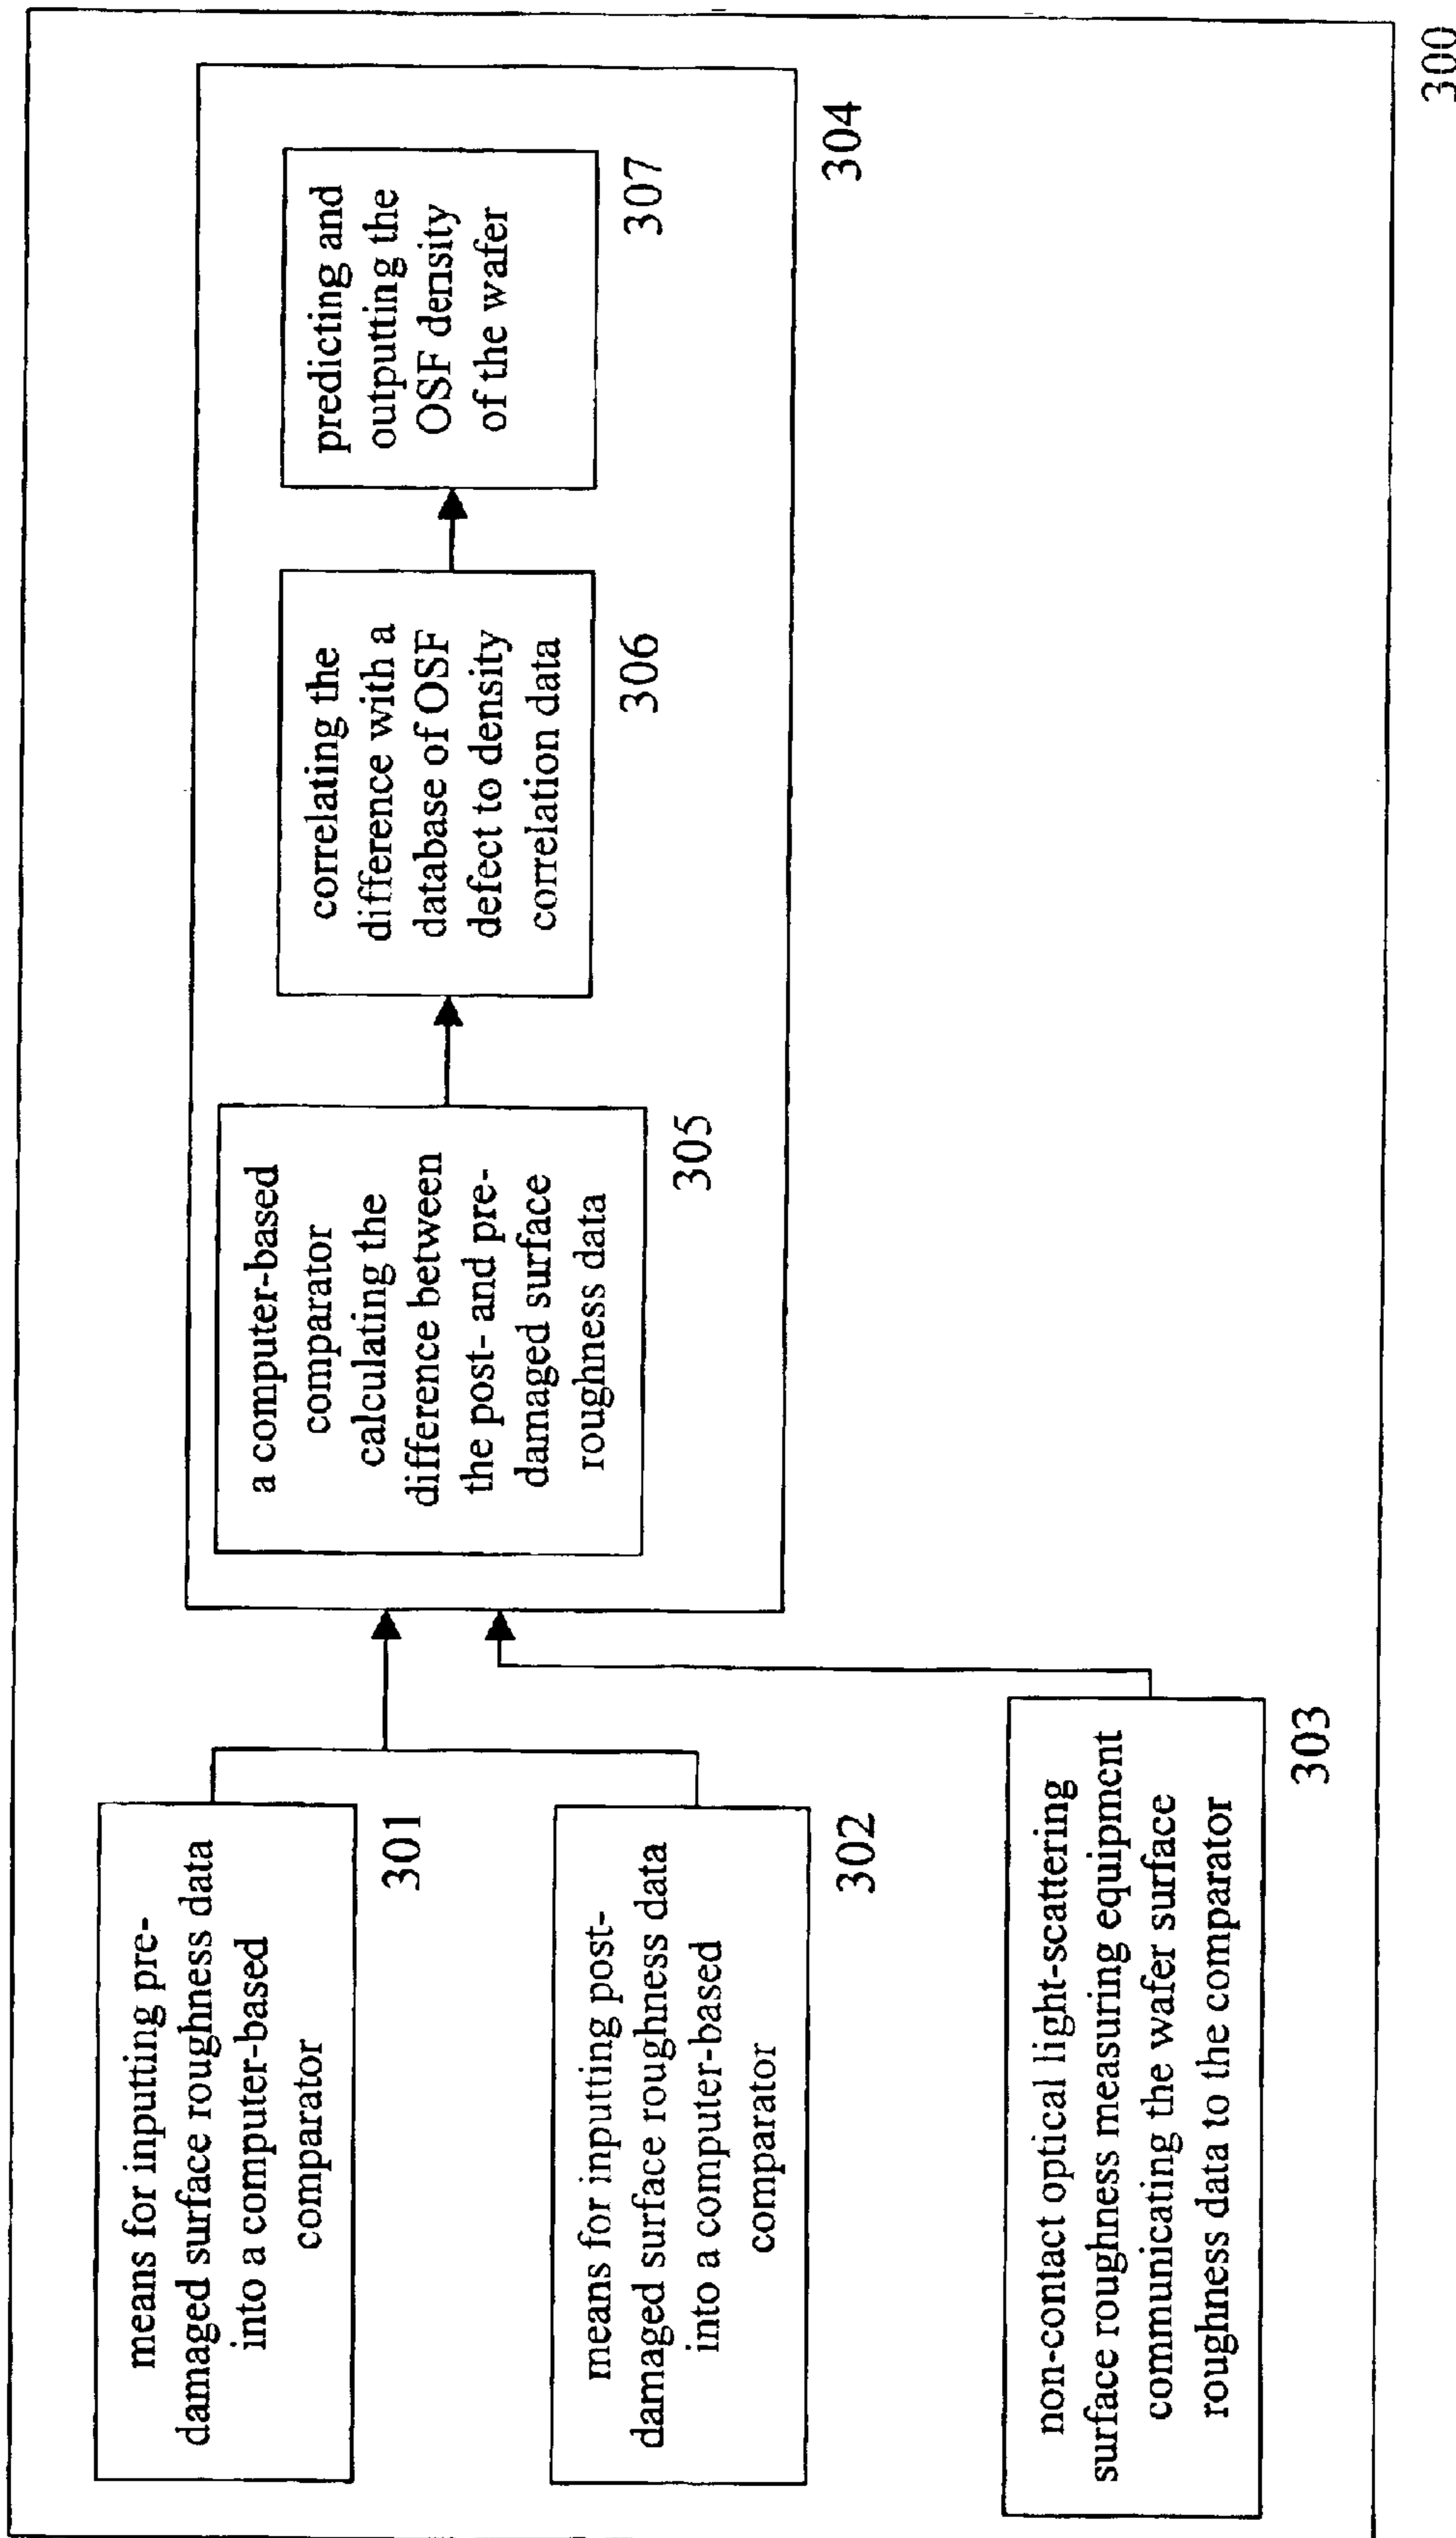 means for inputting pre-
damaged surface roughness data
into a computer-based
comparator
301
means for inputting post-
damaged surface roughness data
into a computer-based
comparator
302
non-contact optical light-scattering
surface roughness measuring equipment
communicating the wafer surface
roughness data to the comparator
303
a computer-based
comparator
calculating the
difference between
the post- and pre-
damaged surface
roughness data
305
correlating the
difference with a
database of OSF
defect to density
correlation data
306
predicting and
outputting the
OSF density
of the wafer
307
304
300